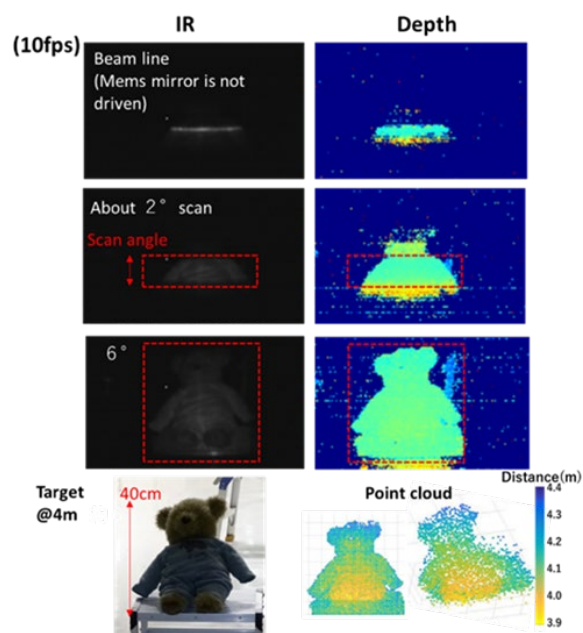 IR
Depth
(10fps)
Beam line
(Mems mirror is not
driven)
About 2° scan
Scan angle
6°
Target
@4m
40cm
Point cloud
Distance(m)
4.4
4.3
4.2
4.1
4.0
3.9